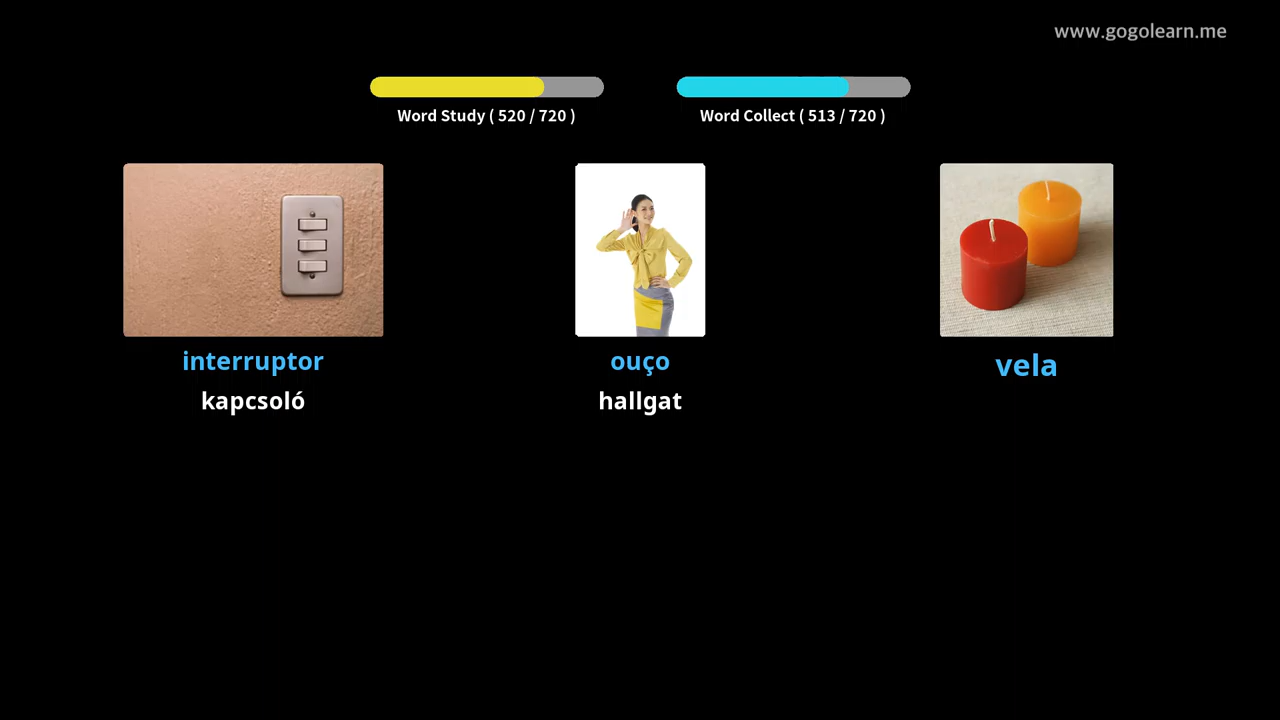 www.gogolearn.me
Word Study ( 520 / 720 )
Word Collect ( 513 / 720 )
interruptor
kapcsoló
ouço
hallgat
vela